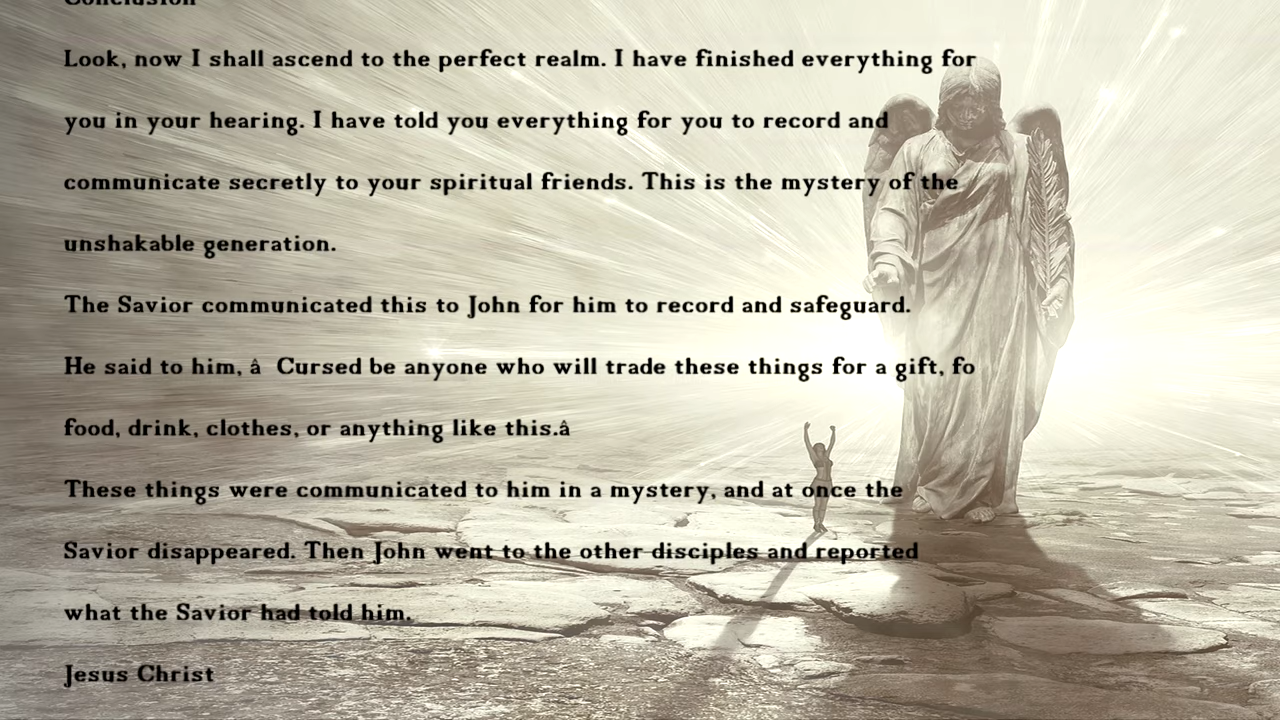 Conclusion
Look, now I shall ascend to the perfect realm. I have finished everything for
you in your hearing. I have told you everything for you to record and
communicate secretly to your spiritual friends. This is the mystery of the
unshakable generation.
The Savior communicated this to John for him to record and safeguard.
He said to him, â  Cursed be anyone who will trade these things for a gift, fo
food, drink, clothes, or anything like this.â
These things were communicated to him in a mystery, and at once the
Savior disappeared. Then John went to the other disciples and reported
what the Savior had told him.
Jesus Christ